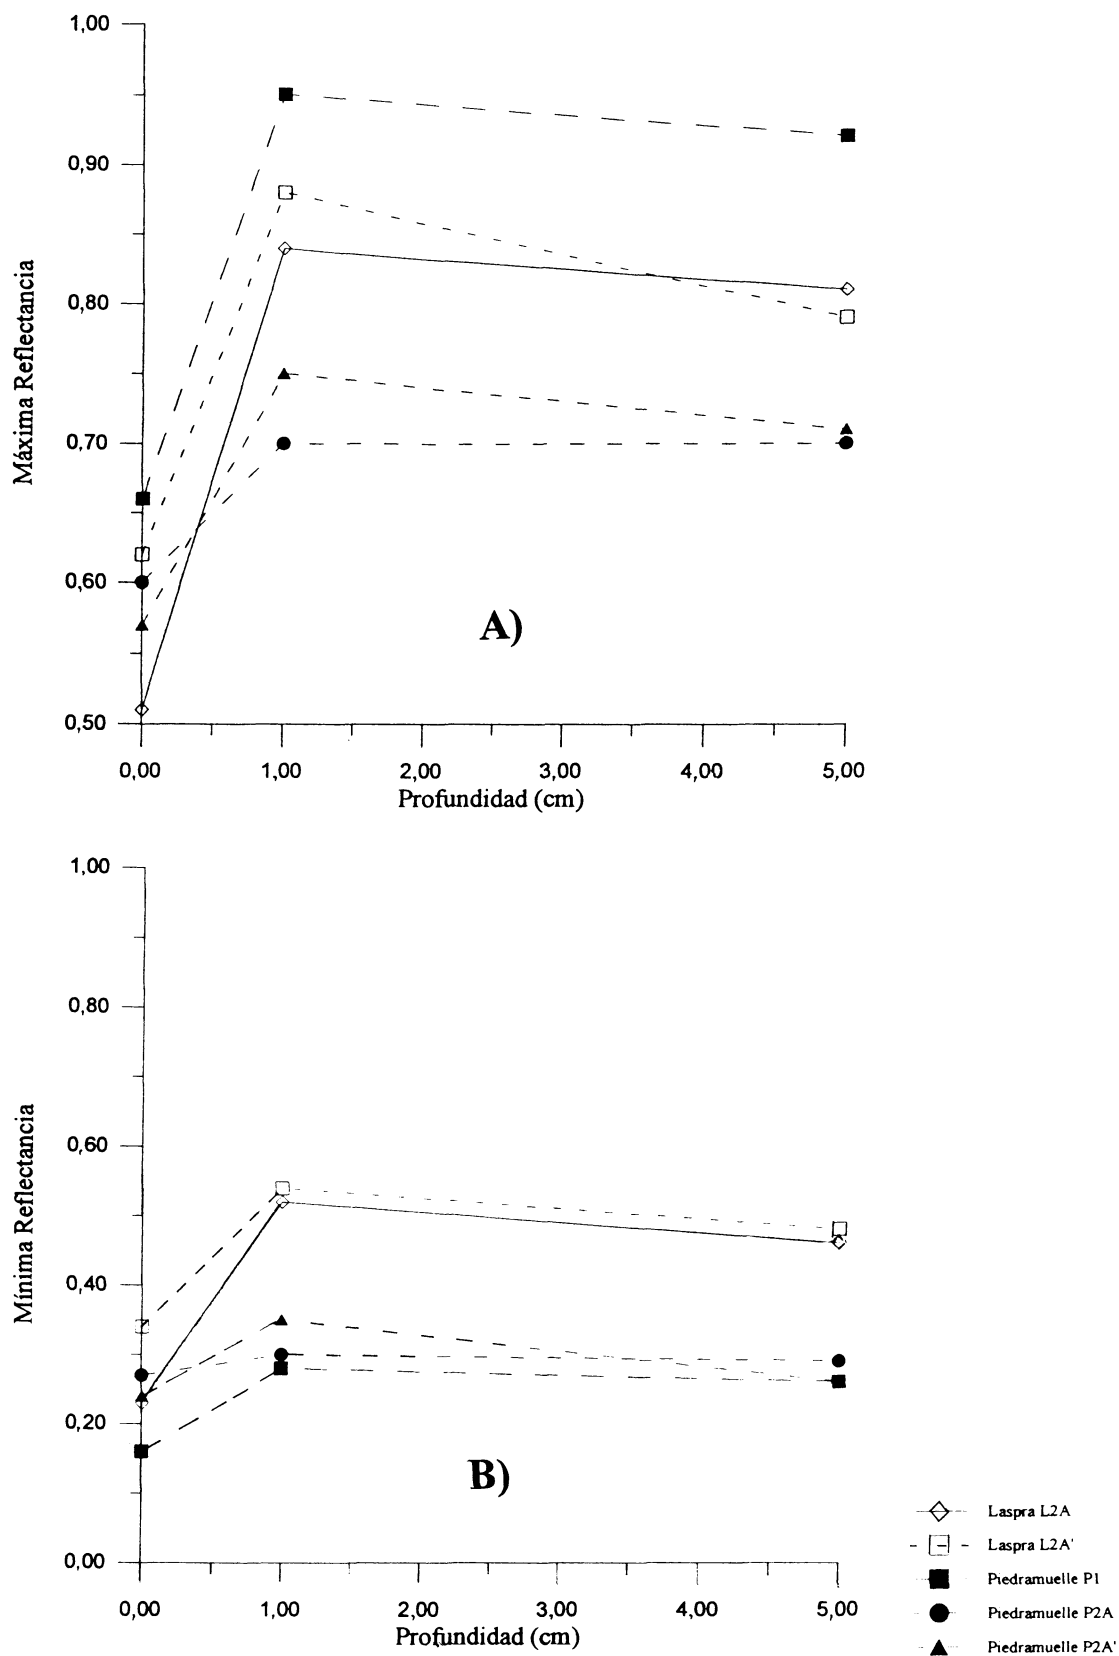 1,00
0,90
0,80
0,70
0,60
0,50
Máxima Reflectancia
A)
0,00 1,00 2,00 3,00 4,00 5,00
Profundidad (cm)
1,00
0,80
0,60
0,40
0,20
0,00
Mínima Reflectancia
B)
0,00 1,00 2,00 3,00 4,00 5,00
Profundidad (cm)
Laspra L2A
Laspra L2A'
Piedramuelle P1
Piedramuelle P2A
Piedramuelle P2A'